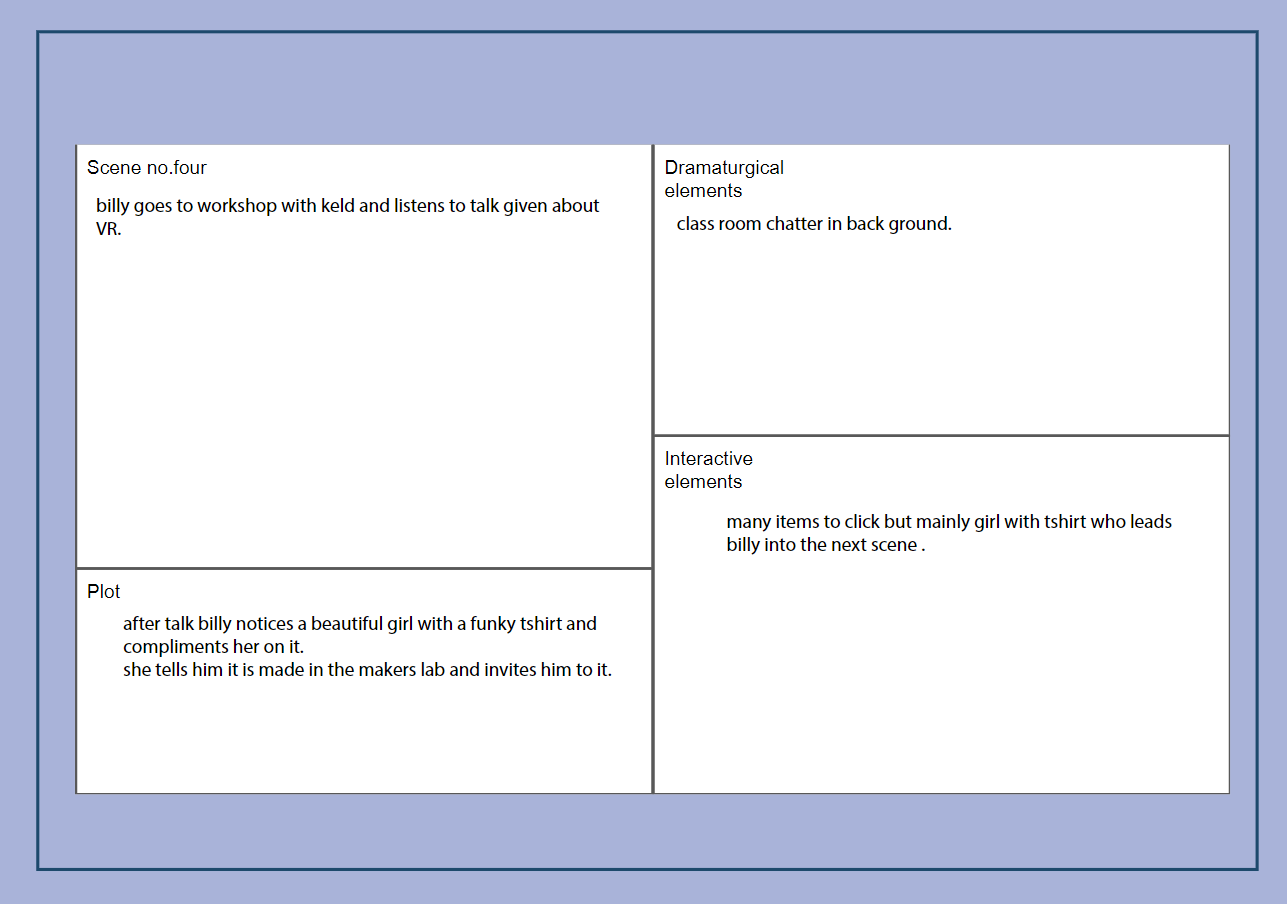 Scene no.four
billy goes to workshop with keld and listens to talk given about
VR.
Plot
after talk billy notices a beautiful girl with a funky tshirt and
compliments her on it.
she tells him it is made in the makers lab and invites him to it.
Dramaturgical
elements
class room chatter in back ground.
Interactive
elements
many items to click but mainly girl with tshirt who leads
billy into the next scene .